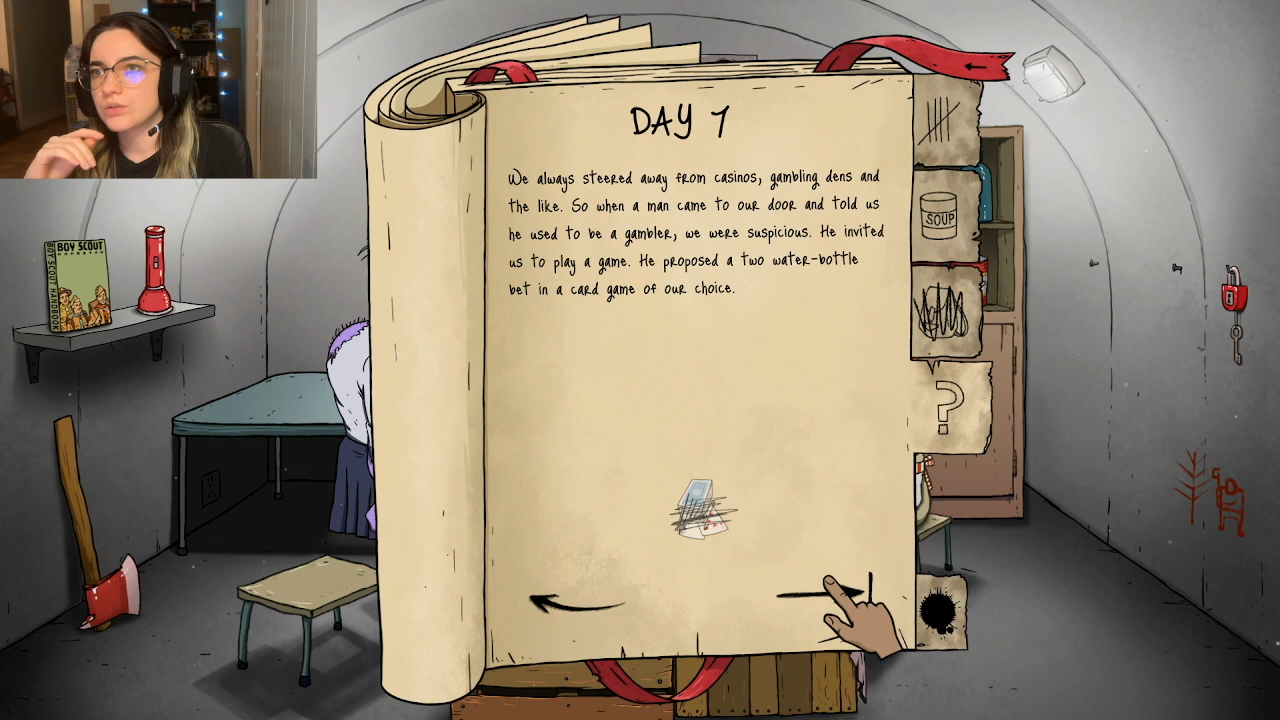 DAY 7
We always steered away from casinos, gambling dens and
the like. So when a man came to our door and told us
he used to be a gambler, we were suspicious. He invited
us to play a game. He proposed a two water-bottle
bet in a card game of our choice.
SOUP
?
BOY SCOUT
BOY SCOUT HANDBOOK